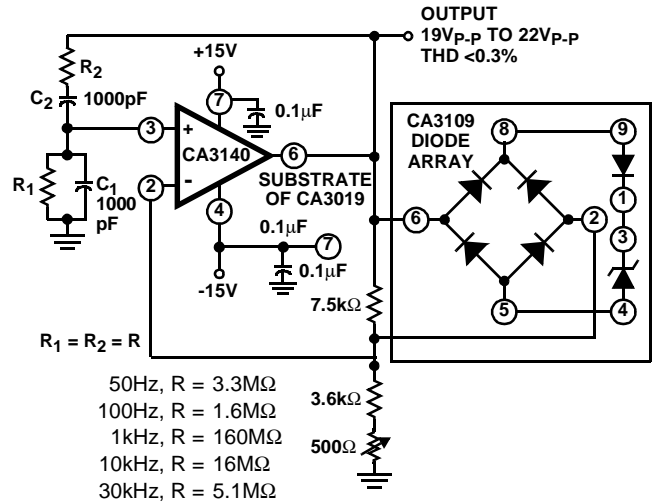 OUTPUT
19VP-P TO 22VP-P
THD <0.3%
+15V
R2
7
0.1µF
C2 1000pF
CA3109
DIODE
ARRAY
8
9
3
+
CA3140
6
SUBSTRATE
OF CA3019
1
R1
C1
1000
pF
2
-
6
2
3
4
0.1µF
7
0.1µF
-15V
5
4
7.5kΩ
R1 = R2 = R
50Hz, R = 3.3MΩ
100Hz, R = 1.6MΩ
1kHz, R = 160MΩ
10kHz, R = 16MΩ
30kHz, R = 5.1MΩ
3.6kΩ
500Ω